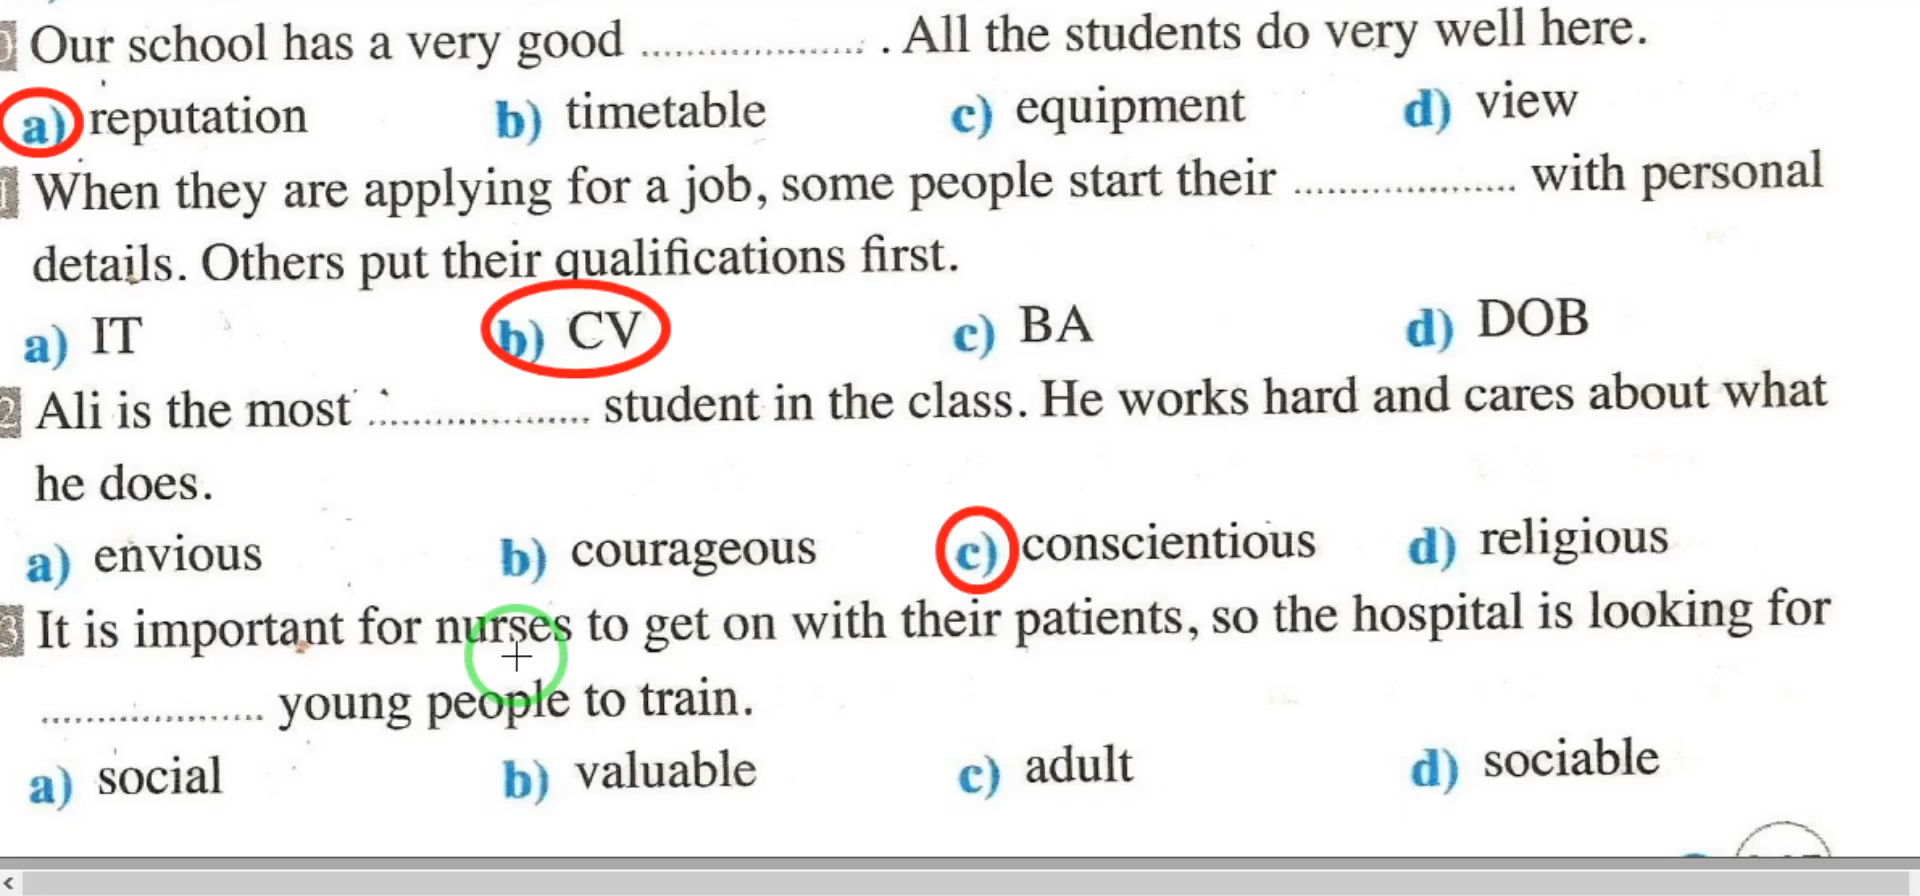 Our school has a very good .................... . All the students do very well here.
a) reputation b) timetable c) equipment d) view
When they are applying for a job, some people start their .................... with personal
details. Others put their qualifications first.
a) IT b) CV c) BA d) DOB
2 Ali is the most .................... student in the class. He works hard and cares about what
he does.
a) envious b) courageous c) conscientious d) religious
3 It is important for nurses to get on with their patients, so the hospital is looking for
.................... young people to train.
a) social b) valuable c) adult d) sociable